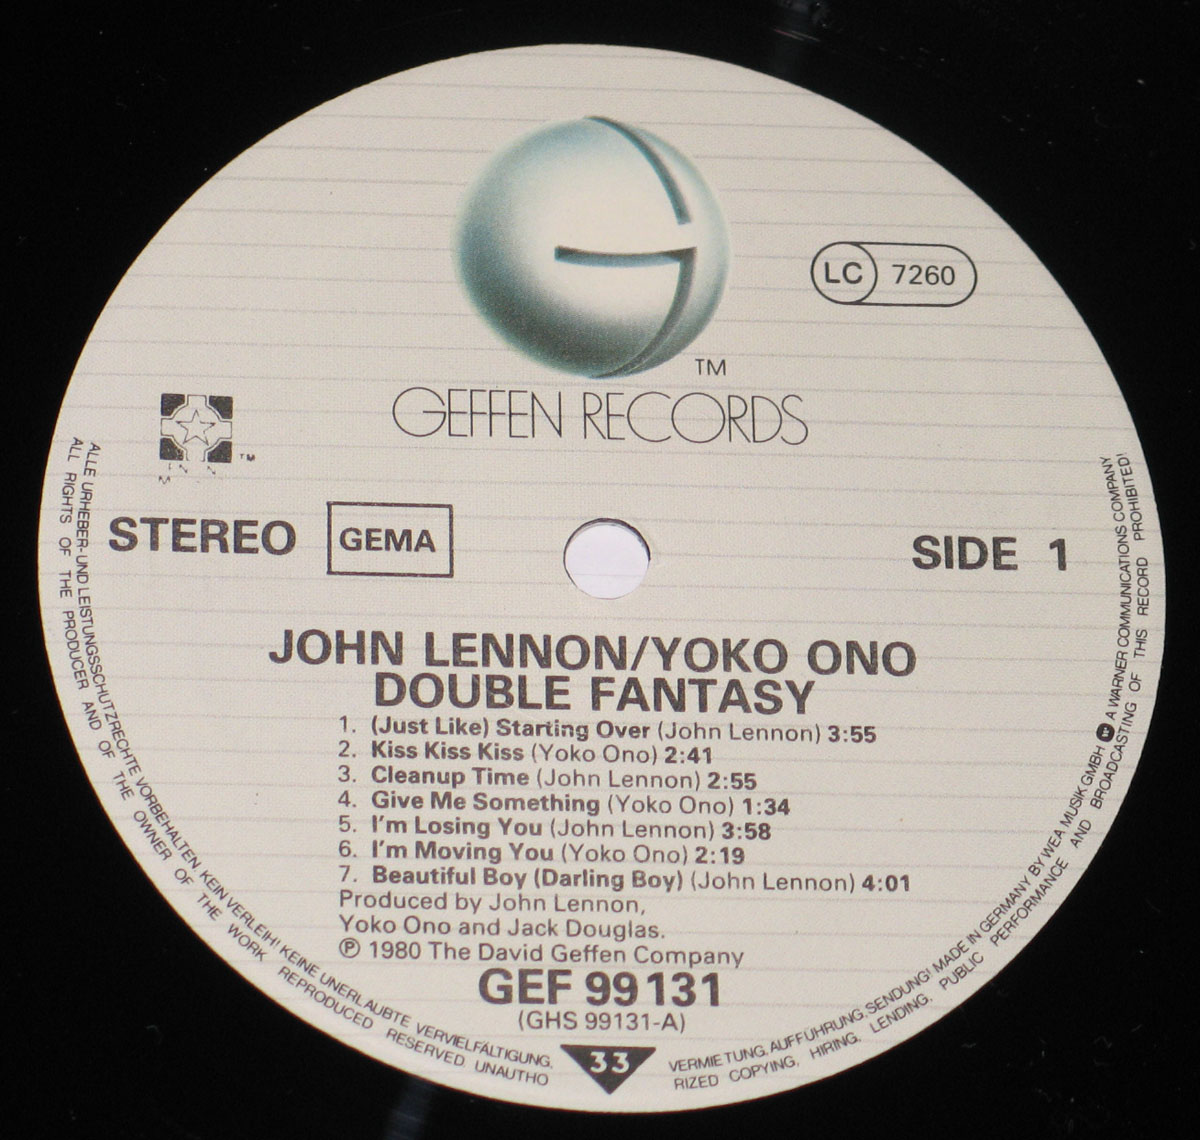 LC 7260
TM
GEFFEN RECORDS
TM
STEREO GEMA SIDE 1
JOHN LENNON/YOKO ONO
DOUBLE FANTASY
1. (Just Like) Starting Over (John Lennon) 3:55
2. Kiss Kiss Kiss (Yoko Ono) 2:41
3. Cleanup Time (John Lennon) 2:55
4. Give Me Something (Yoko Ono) 1:34
5. I'm Losing You (John Lennon) 3:58
6. I'm Moving You (Yoko Ono) 2:19
7. Beautiful Boy (Darling Boy) (John Lennon) 4:01
Produced by John Lennon,
Yoko Ono and Jack Douglas.
℗ 1980 The David Geffen Company
GEF 99131
(GHS 99131-A)
33
ALLE URHEBER- UND LEISTUNGSSCHUTZRECHTE VORBEHALTEN KEIN VERLEIH! KEINE UNERLAUBTE VERVIELFÄLTIGUNG, VERMIETUNG, AUFFÜHRUNG, SENDUNG! MADE IN GERMANY BY WEA MUSIK GMBH A WARNER COMMUNICATIONS COMPANY
ALL RIGHTS OF THE PRODUCER AND OF THE OWNER OF THE WORK REPRODUCED RESERVED. UNAUTHORIZED COPYING, HIRING, LENDING, PUBLIC PERFORMANCE AND BROADCASTING OF THIS RECORD PROHIBITED!